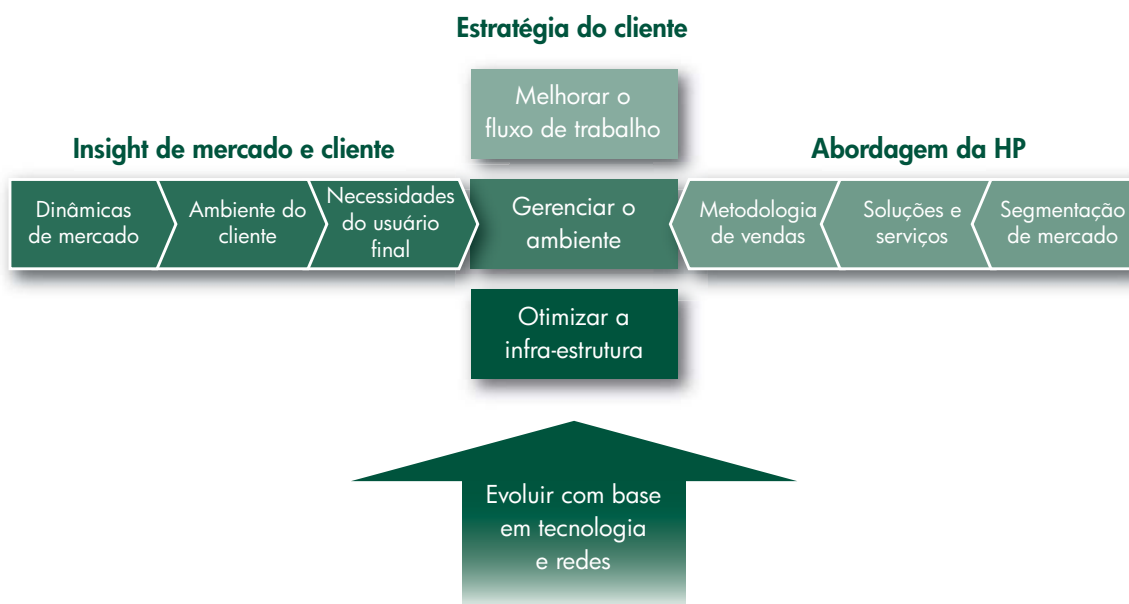 Estratégia do cliente
Melhorar o
fluxo de trabalho
Insight de mercado e cliente
Abordagem da HP
Dinâmicas
de mercado
Ambiente do
cliente
Necessidades
do usuário
final
Gerenciar o
ambiente
Metodologia
de vendas
Soluções e
serviços
Segmentação
de mercado
Otimizar a
infra-estrutura
Evoluir com base
em tecnologia
e redes